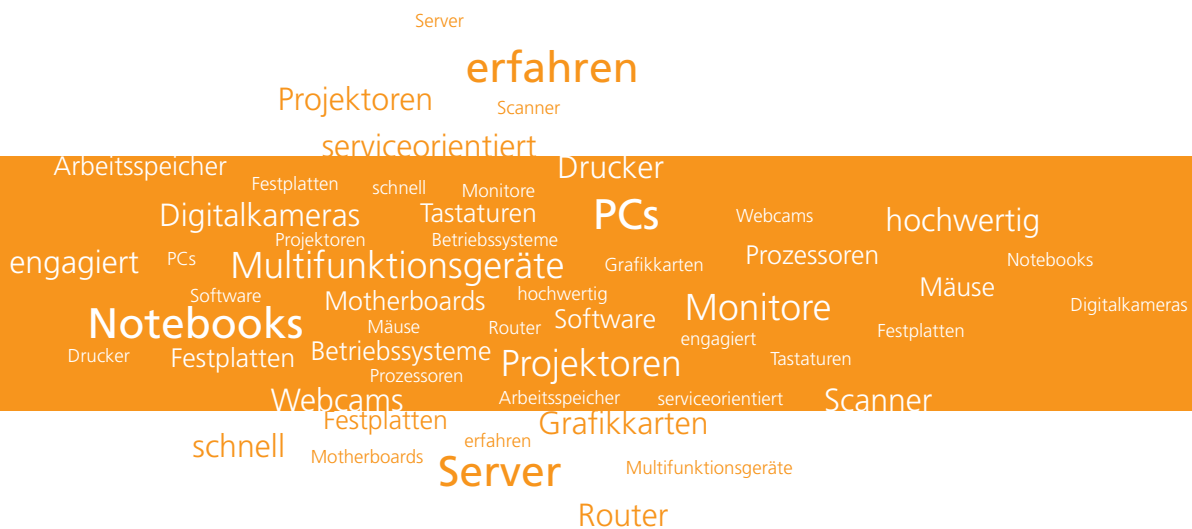 Server
erfahren
Projektoren
Scanner
serviceorientiert
Arbeitsspeicher
Drucker
Festplatten
schnell
Monitore
Digitalkameras
Tastaturen
PCs
Webcams
hochwertig
Projektoren
Betriebssysteme
engagiert
PCs
Multifunktionsgeräte
Grafikkarten
Prozessoren
Notebooks
Software
Motherboards
hochwertig
Monitore
Mäuse
Digitalkameras
Notebooks
Mäuse
Router
Software
engagiert
Festplatten
Drucker
Festplatten
Betriebssysteme
Projektoren
Tastaturen
Prozessoren
Webcams
Arbeitsspeicher
serviceorientiert
Scanner
Festplatten
Grafikkarten
schnell
Motherboards
erfahren
Server
Multifunktionsgeräte
Router